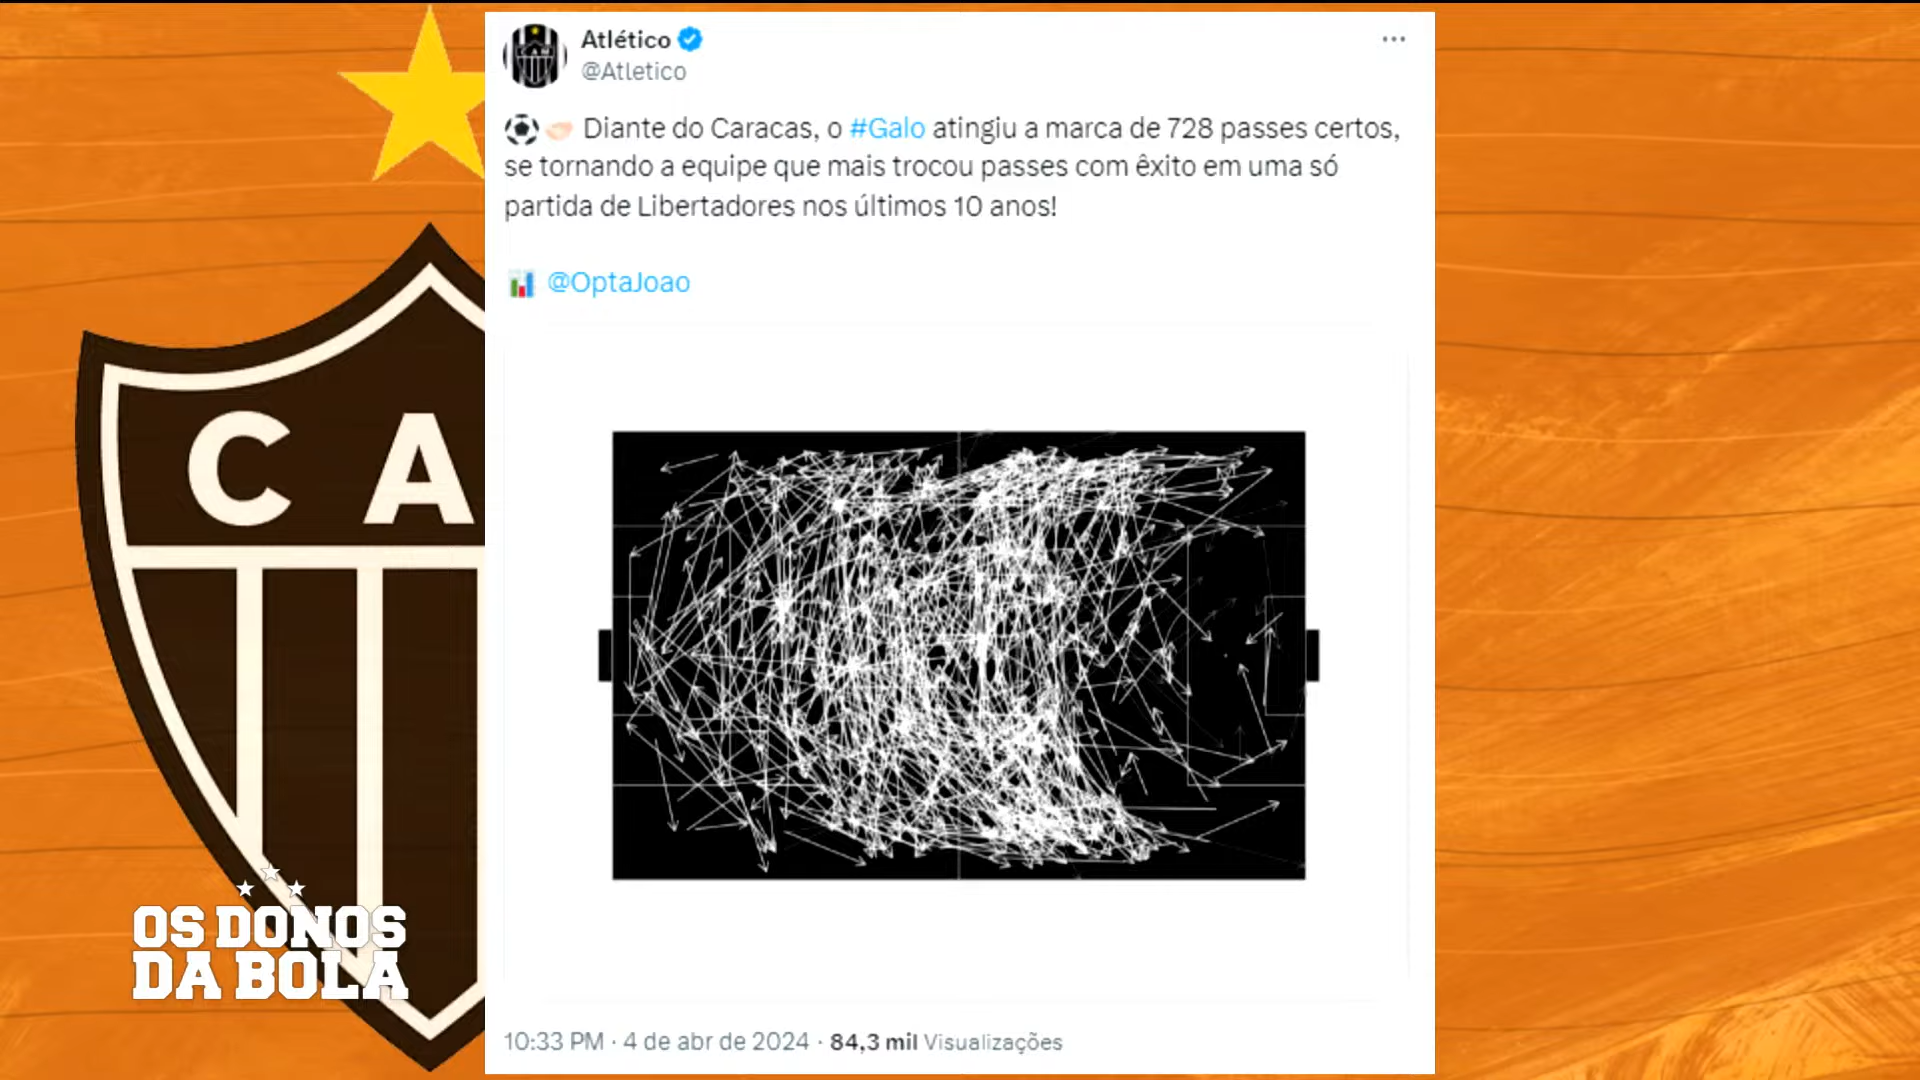 Atlético
@Atletico
Diante do Caracas, o #Galo atingiu a marca de 728 passes certos,
se tornando a equipe que mais trocou passes com êxito em uma só
partida de Libertadores nos últimos 10 anos!
@OptaJoao
C A
OS DONOS
DA BOLA
10:33 PM · 4 de abr de 2024 · 84,3 mil Visualizações